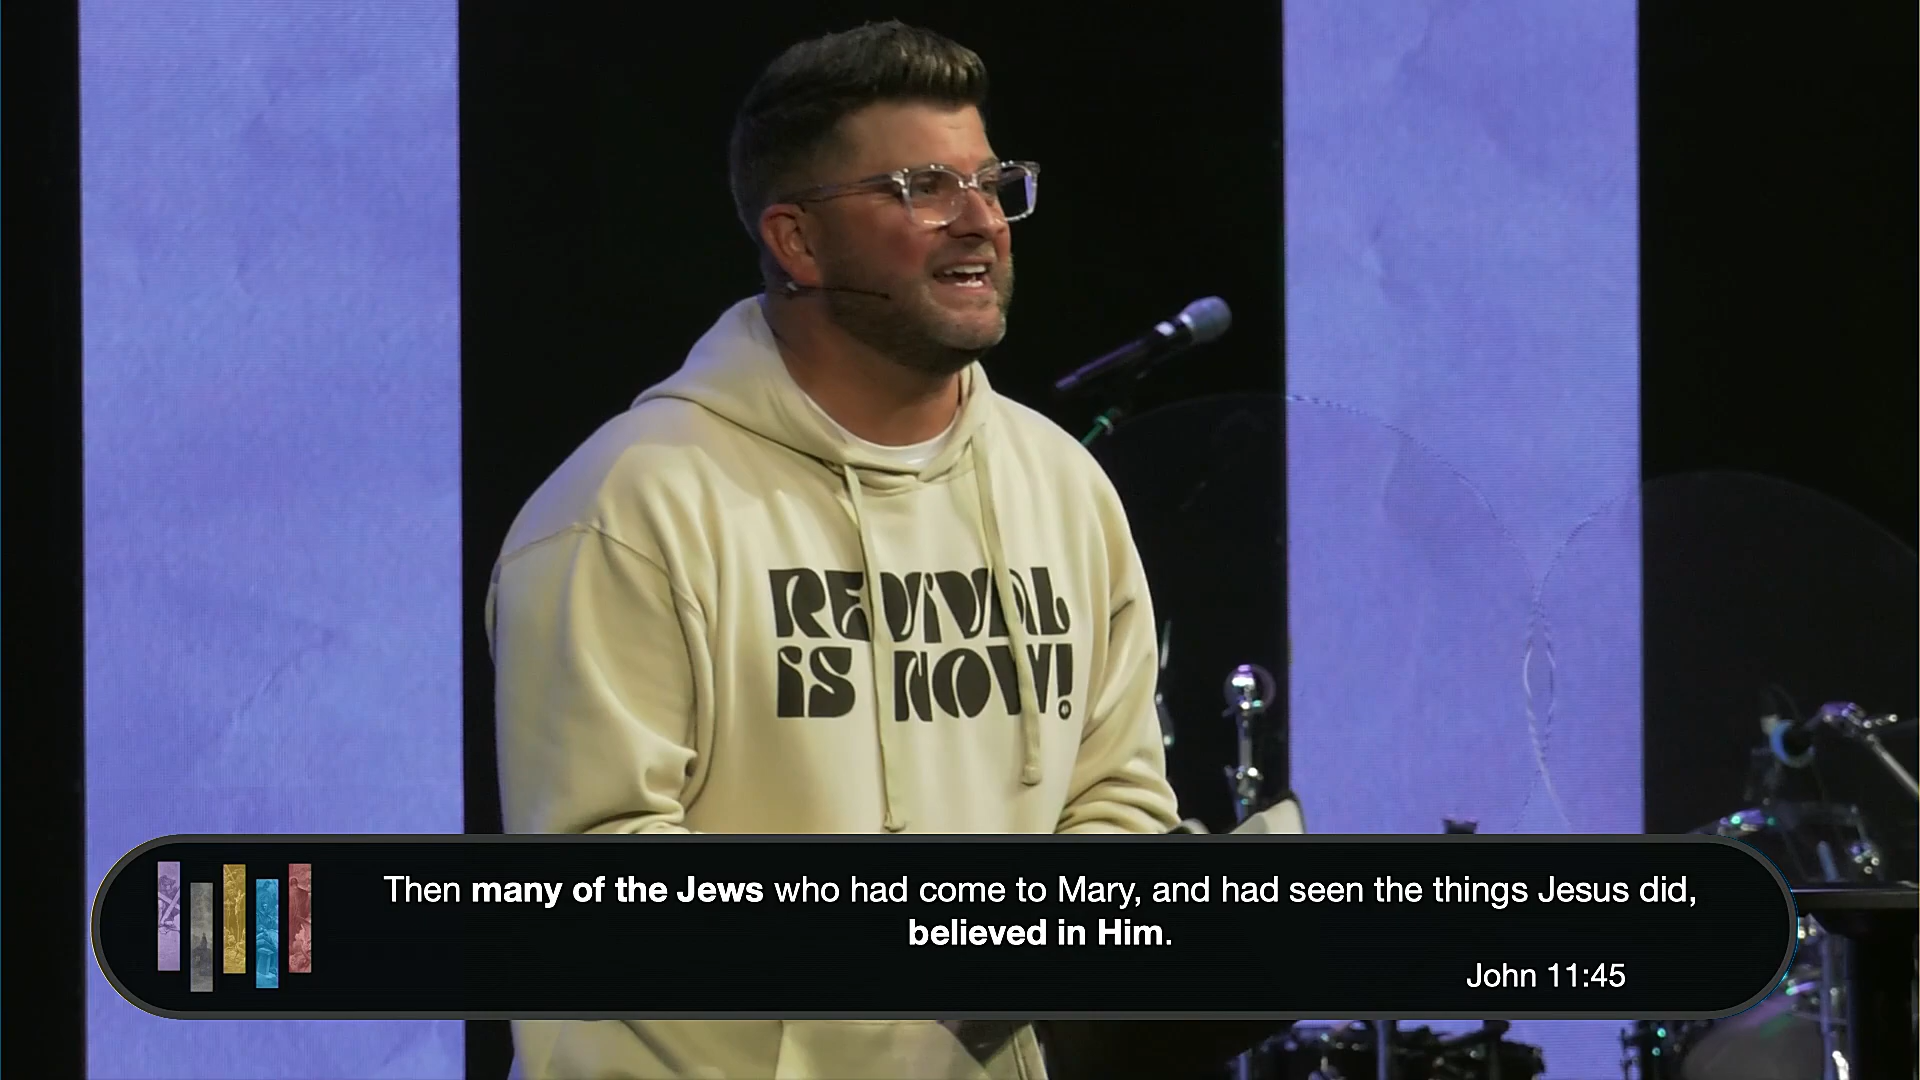 REVIVAL
IS NOW!
Then many of the Jews who had come to Mary, and had seen the things Jesus did,
believed in Him.
John 11:45